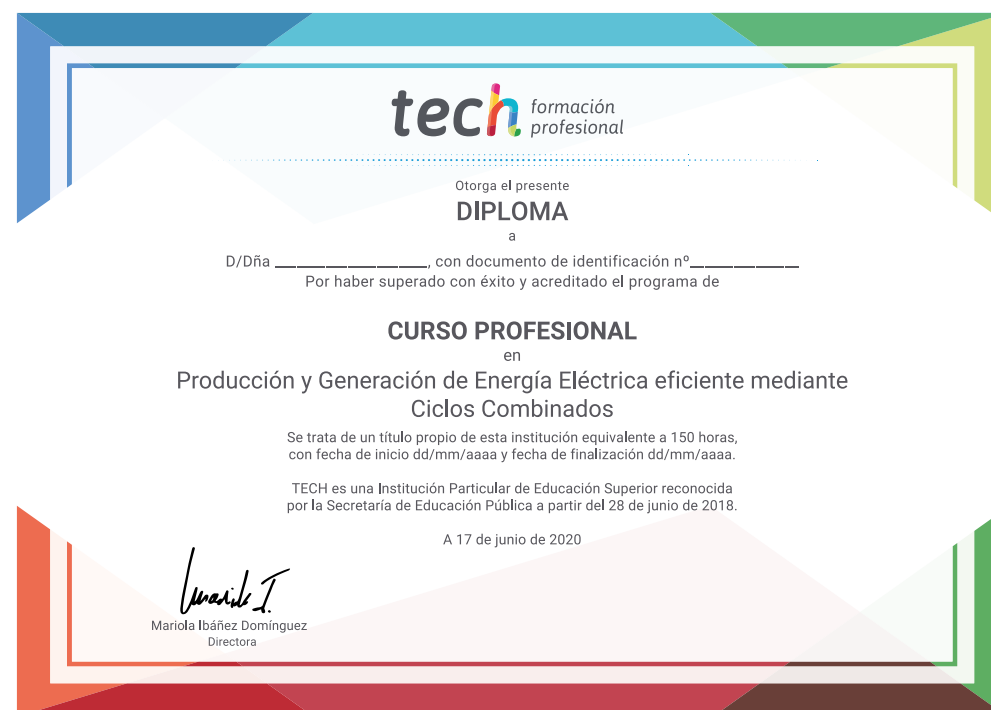 tech formación
profesional
Otorga el presente
DIPLOMA
a
D/Dña ______________, con documento de identificación nº__________
Por haber superado con éxito y acreditado el programa de
CURSO PROFESIONAL
en
Producción y Generación de Energía Eléctrica eficiente mediante
Ciclos Combinados
Se trata de un título propio de esta institución equivalente a 150 horas,
con fecha de inicio dd/mm/aaaa y fecha de finalización dd/mm/aaaa.
TECH es una Institución Particular de Educación Superior reconocida
por la Secretaría de Educación Pública a partir del 28 de junio de 2018.
A 17 de junio de 2020
Mariola Ibáñez Domínguez
Directora